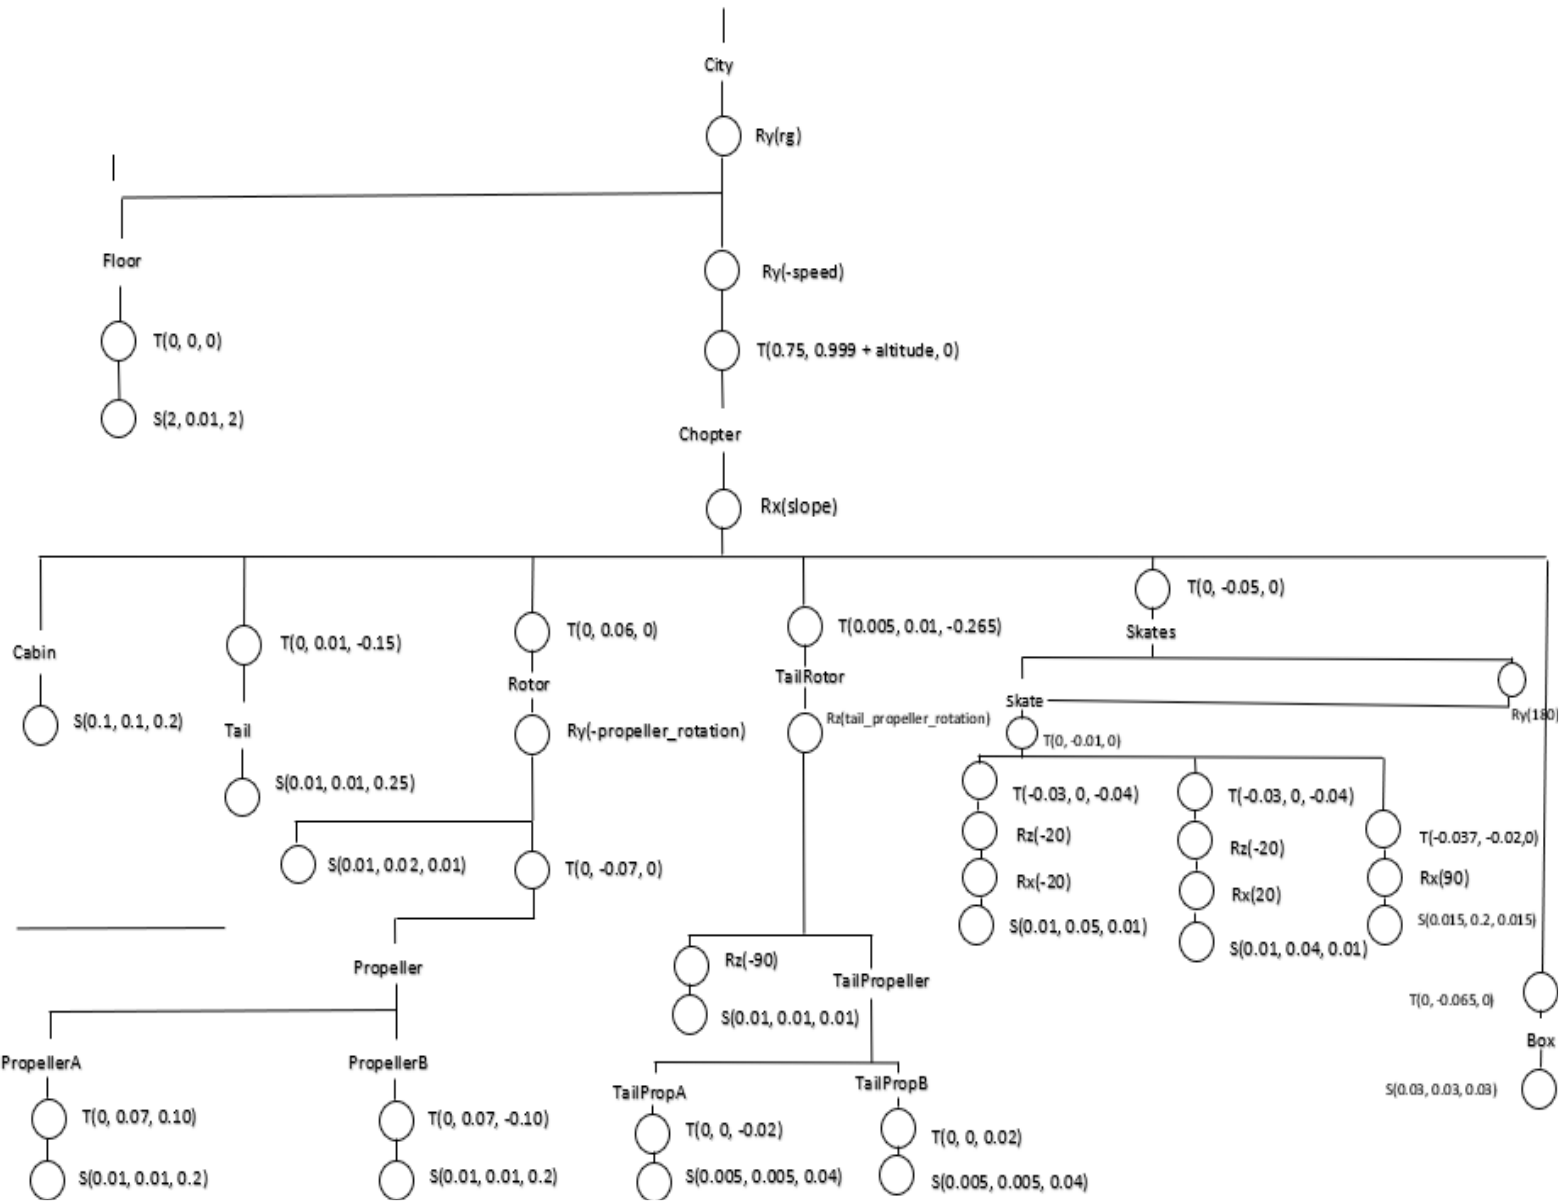 City
Ry(rg)
Floor
Ry(-speed)
T(0, 0, 0)
T(0.75, 0.999 + altitude, 0)
S(2, 0.01, 2)
Chopter
Rx(slope)
T(0, -0.05, 0)
T(0, 0.01, -0.15)
T(0, 0.06, 0)
T(0.005, 0.01, -0.265)
Skates
Cabin
TailRotor
Rotor
Skate
Ry(180)
S(0.1, 0.1, 0.2)
Tail
Ry(-propeller_rotation)
Rz(tail_propeller_rotation)
T(0, -0.01, 0)
S(0.01, 0.01, 0.25)
T(-0.03, 0, -0.04)
T(-0.03, 0, -0.04)
Rz(-20)
Rz(-20)
T(-0.037, -0.02,0)
S(0.01, 0.02, 0.01)
T(0, -0.07, 0)
Rx(-20)
Rx(20)
Rx(90)
S(0.01, 0.05, 0.01)
S(0.01, 0.04, 0.01)
S(0.015, 0.2, 0.015)
Propeller
Rz(-90)
TailPropeller
T(0, -0.065, 0)
S(0.01, 0.01, 0.01)
Box
PropellerA
PropellerB
TailPropA
TailPropB
S(0.03, 0.03, 0.03)
T(0, 0.07, 0.10)
T(0, 0.07, -0.10)
T(0, 0, -0.02)
T(0, 0, 0.02)
S(0.01, 0.01, 0.2)
S(0.01, 0.01, 0.2)
S(0.005, 0.005, 0.04)
S(0.005, 0.005, 0.04)